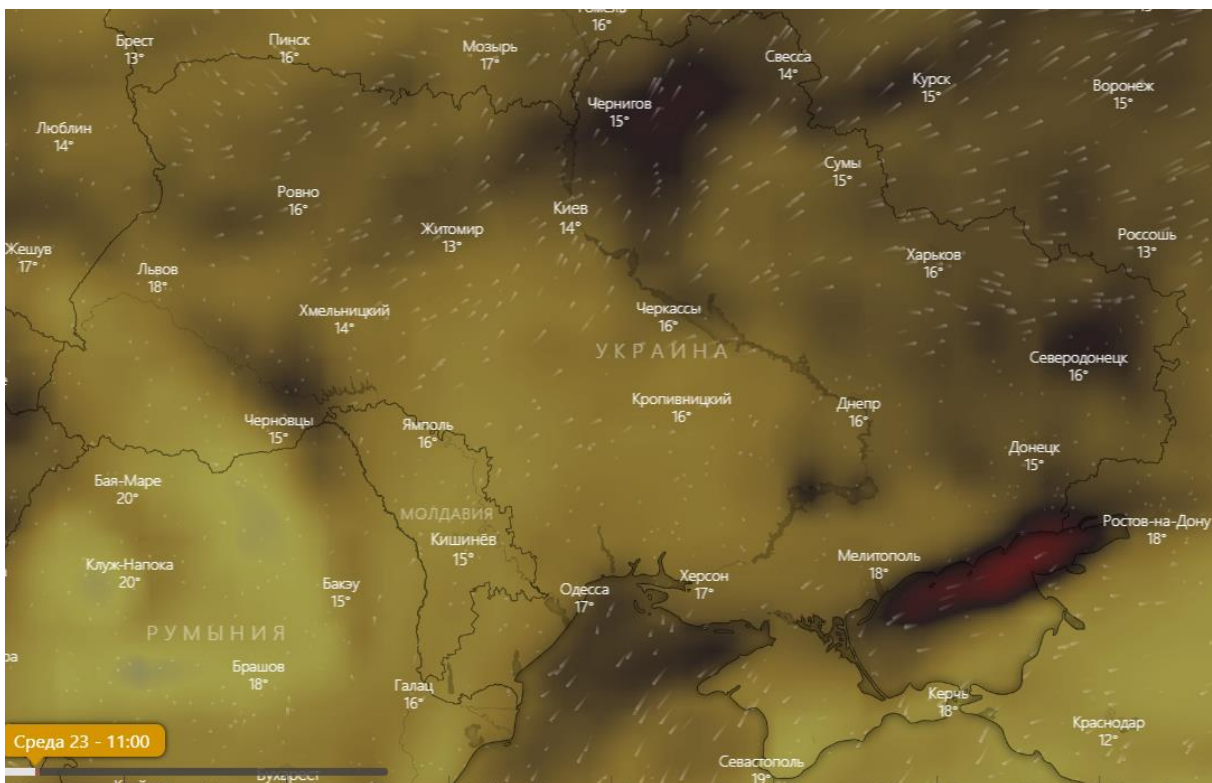 Гомель
16°
Брест
13°
Пинск
16°
Мозырь
17°
Свесса
14°
Курск
15°
Воронеж
15°
Чернигов
15°
Люблин
14°
Сумы
15°
Ровно
16°
Киев
14°
Житомир
13°
Жешув
17°
Львов
18°
Харьков
16°
Россошь
13°
Хмельницкий
14°
Черкассы
16°
УКРАИНА
Северодонецк
16°
Кропивницкий
16°
Днепр
16°
Черновцы
15°
Ямполь
16°
Донецк
15°
Бая-Маре
20°
МОЛДАВИЯ
Кишинёв
15°
Ростов-на-Дону
18°
Мелитополь
18°
Клуж-Напока
20°
Бакэу
15°
Одесса
17°
Херсон
17°
РУМЫНИЯ
Брашов
18°
Галац
16°
Керчь
18°
Краснодар
12°
Среда 23 - 11:00
Бухарест
Севастополь
19°